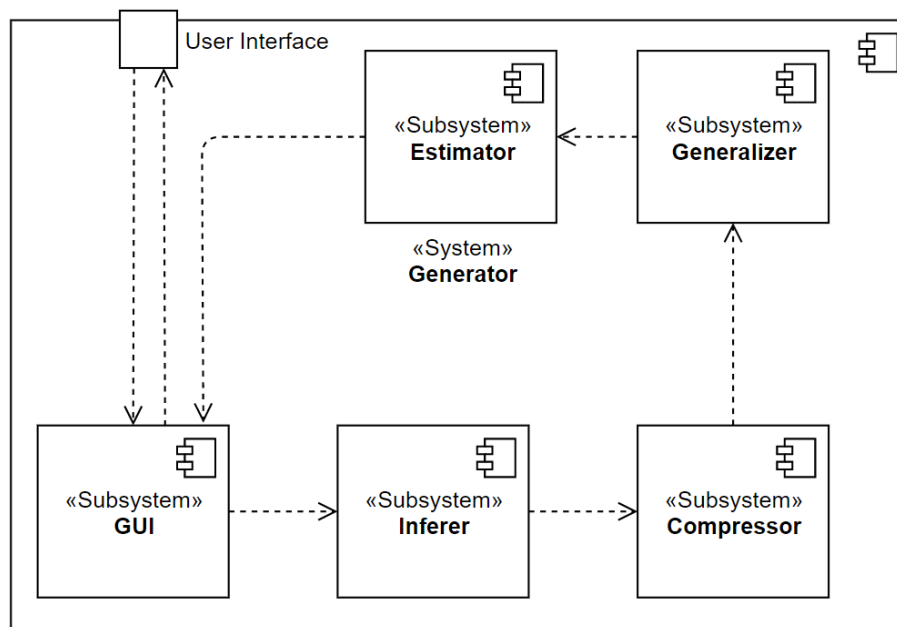 User Interface
«Subsystem»
Estimator
«Subsystem»
Generalizer
«System»
Generator
«Subsystem»
GUI
«Subsystem»
Inferer
«Subsystem»
Compressor